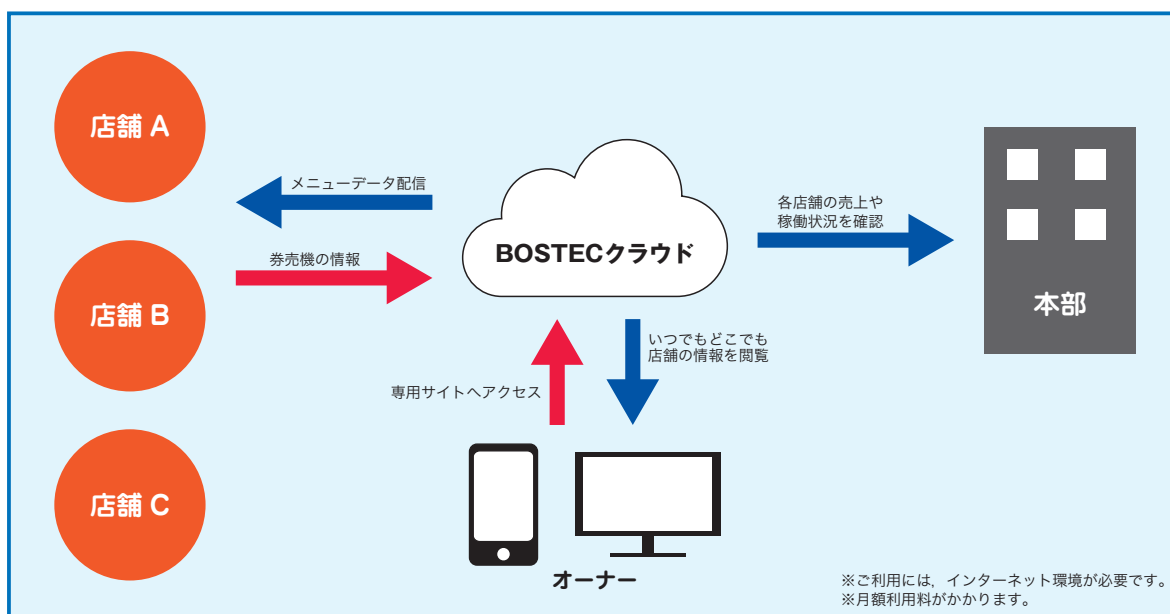 店舗 A
店舗 B
店舗 C
メニューデータ配信
券売機の情報
BOSTECクラウド
各店舗の売上や
稼働状況を確認
本部
専用サイトへアクセス
いつでもどこでも
店舗の情報を閲覧
オーナー
※ご利用には，インターネット環境が必要です。
※月額利用料がかかります。